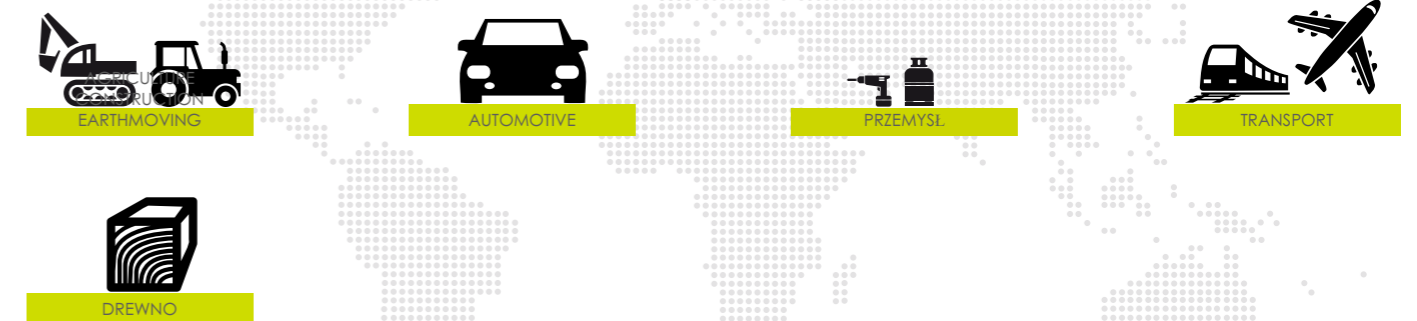 AGRICULTURE
CONSTRUCTION
EARTHMOVING
AUTOMOTIVE
PRZEMYSŁ
TRANSPORT
DREWNO